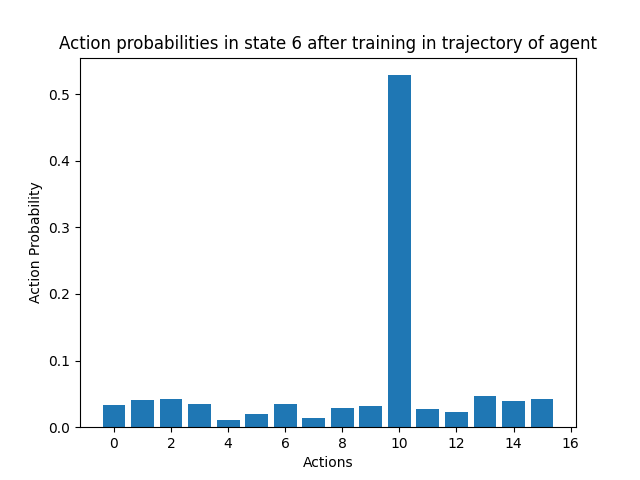 Action probabilities in state 6 after training in trajectory of agent
0.5
0.4
0.3
0.2
0.1
0.0
Action Probability
0 2 4 6 8 10 12 14 16
Actions